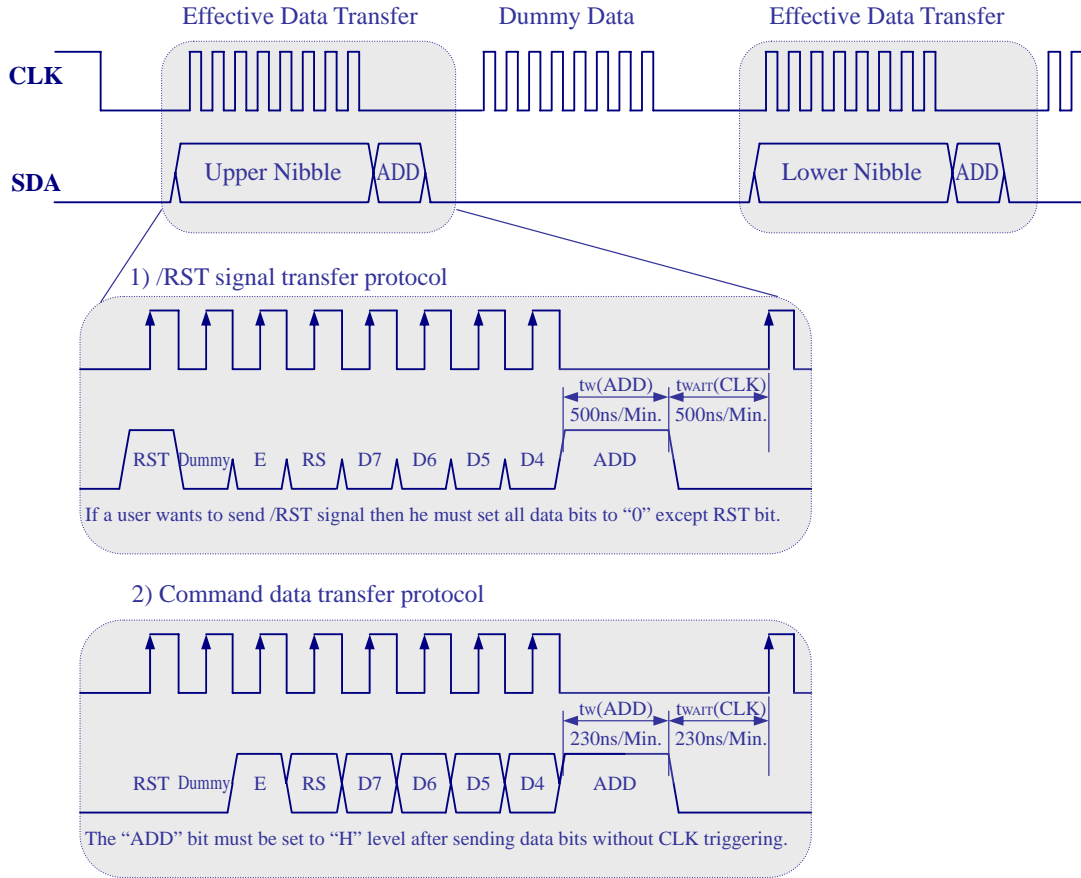 Effective Data Transfer Dummy Data Effective Data Transfer
CLK
SDA Upper Nibble ADD Lower Nibble ADD
1) /RST signal transfer protocol
tW(ADD) tWAIT(CLK)
500ns/Min. 500ns/Min.
RST Dummy E RS D7 D6 D5 D4 ADD
If a user wants to send /RST signal then he must set all data bits to “0” except RST bit.
2) Command data transfer protocol
tW(ADD) tWAIT(CLK)
230ns/Min. 230ns/Min.
RST Dummy E RS D7 D6 D5 D4 ADD
The “ADD” bit must be set to “H” level after sending data bits without CLK triggering.